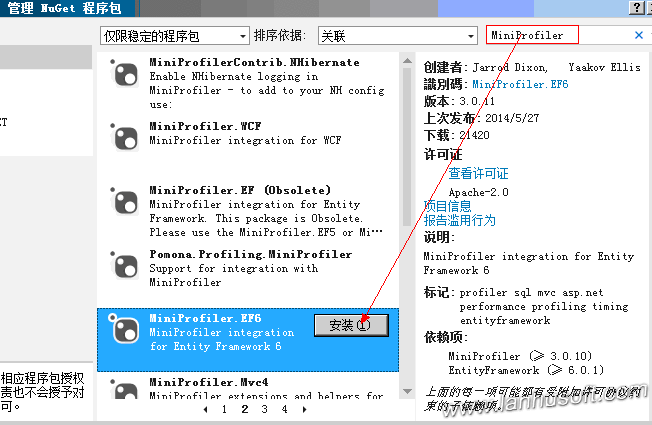 管理 NuGet 程序包
仅限稳定的程序包
排序依据:
关联
MiniProfiler
ET
相应程序包授权
责也不会授予对
可。
MiniProfilerContrib.NHibernate
Enable NHibernate logging in
MiniProfiler - to add to your NH config
use:
MiniProfiler.WCF
MiniProfiler integration for WCF
MiniProfiler.EF (Obsolete)
MiniProfiler integration for Entity
Framework. This package is Obsolete.
Please use the MiniProfiler.EF5 or Mi…
Pomona.Profiling.MiniProfiler
Support for integration with
MiniProfiler
MiniProfiler.EF6
MiniProfiler integration
for Entity Framework 6
安装(I)
MiniProfiler.Mvc4
MiniProfiler extensions and helpers for
1 2 3 4
创建者: Jarrod Dixon, Yaakov Ellis
識別碼: MiniProfiler.EF6
版本: 3.0.11
上次发布: 2014/5/27
下载: 21420
许可证
查看许可证
Apache-2.0
项目信息
报告滥用行为
说明:
MiniProfiler integration for Entity
Framework 6
标记: profiler sql mvc asp.net
performance profiling timing
entityframework
依赖项:
MiniProfiler (≥ 3.0.10)
EntityFramework (≥ 6.0.1)
上面的每一项可能都有受附加许可协议约
束的子依赖项。
www.lanhusoft.com